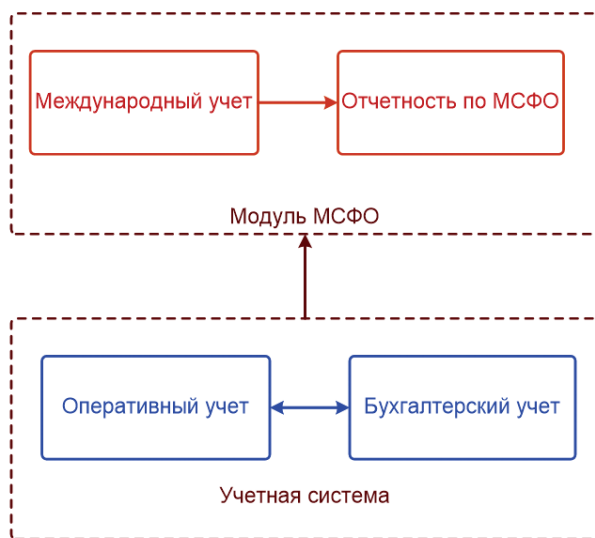 Международный учет
Отчетность по МСФО
Модуль МСФО
Оперативный учет
Бухгалтерский учет
Учетная система